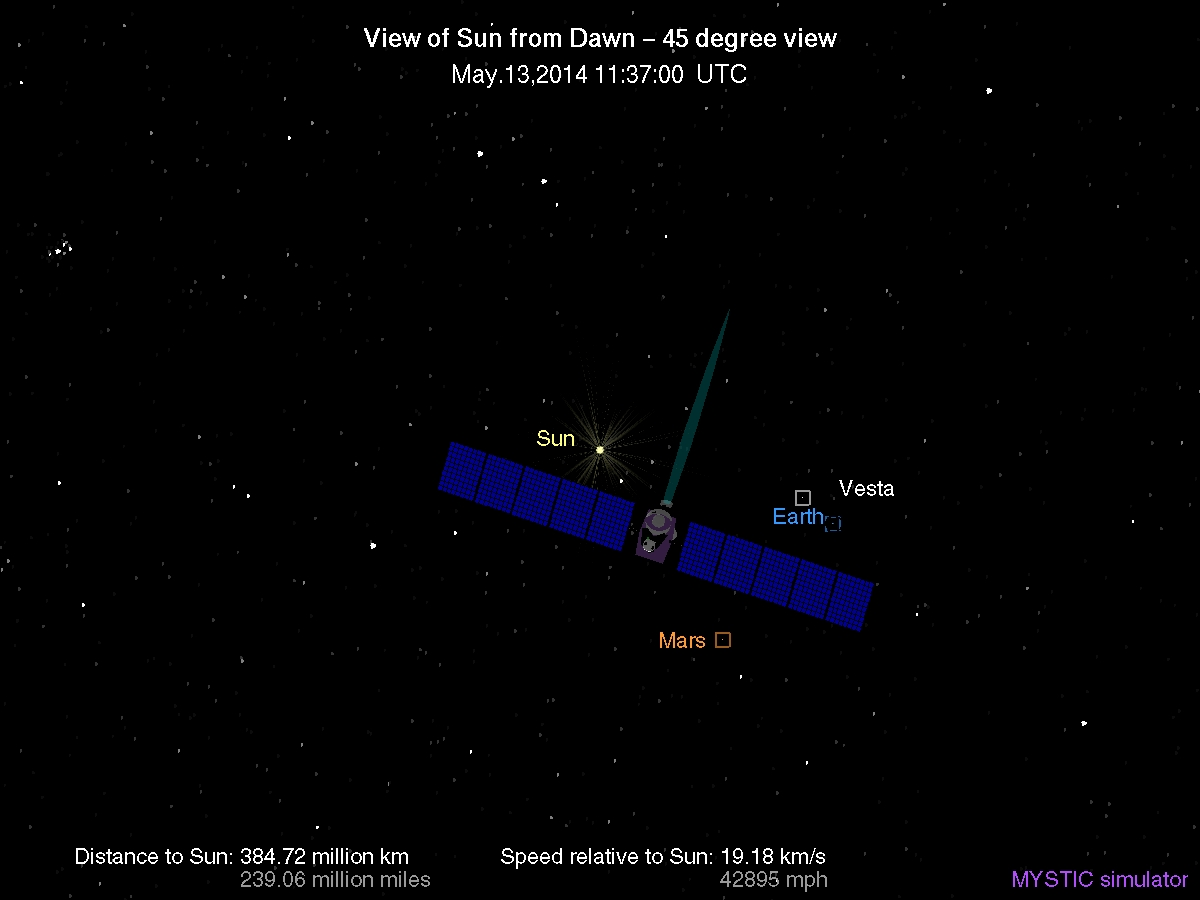 View of Sun from Dawn – 45 degree view
May.13,2014 11:37:00 UTC
Sun
Vesta
Earth
Mars
Distance to Sun: 384.72 million km
239.06 million miles
Speed relative to Sun: 19.18 km/s
42895 mph
MYSTIC simulator